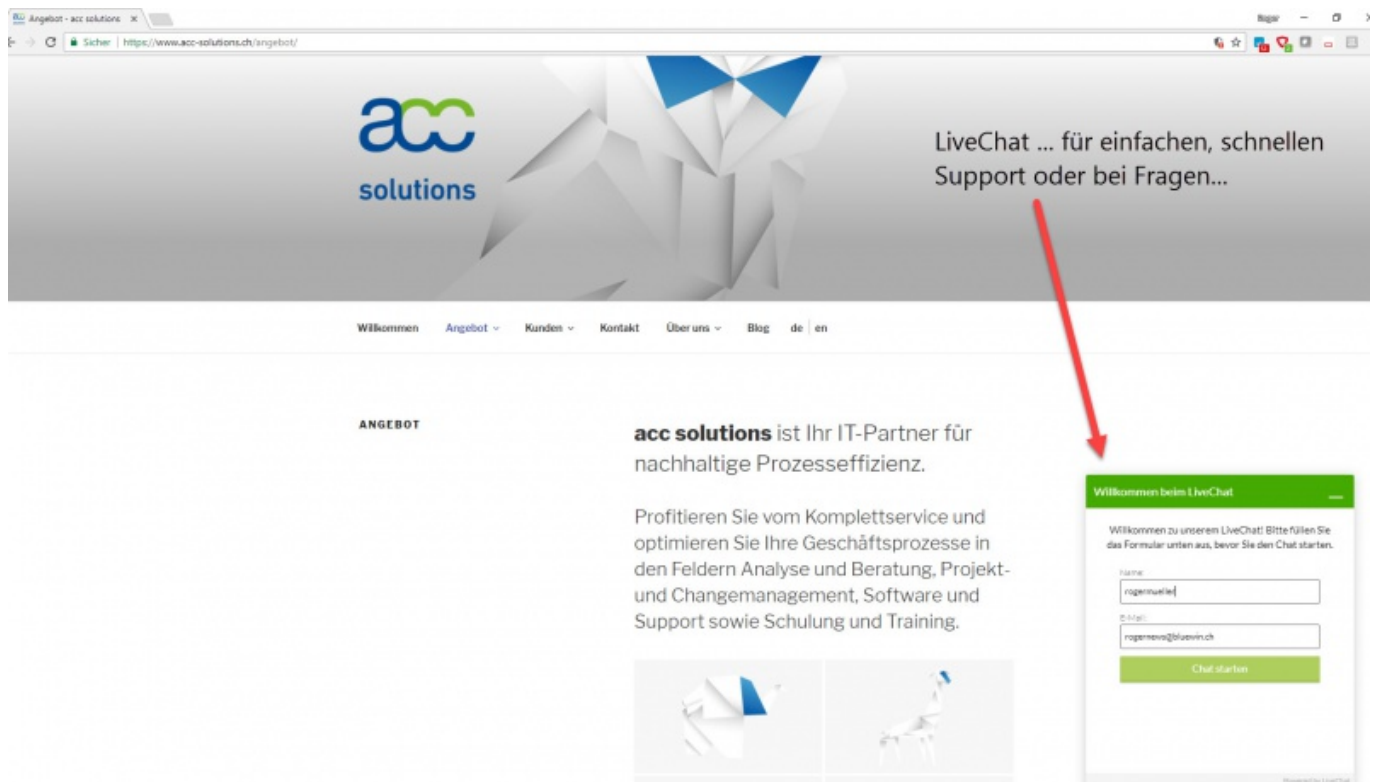 Angebot - acc solutions
Sicher
https://www.acc-solutions.ch/angebot/
acc
solutions
LiveChat ... für einfachen, schnellen
Support oder bei Fragen...
Willkommen Angebot Kunden Kontakt Über uns Blog de en
ANGEBOT
acc solutions ist Ihr IT-Partner für
nachhaltige Prozesseffizienz.
Profitieren Sie vom Komplettservice und
optimieren Sie Ihre Geschäftsprozesse in
den Feldern Analyse und Beratung, Projekt-
und Changemanagement, Software und
Support sowie Schulung und Training.
Willkommen beim LiveChat
Willkommen zu unserem LiveChat! Bitte füllen Sie
das Formular unten aus, bevor Sie den Chat starten.
Name:
rogermueller
E-Mail:
Chat starten
Powered by LiveChat